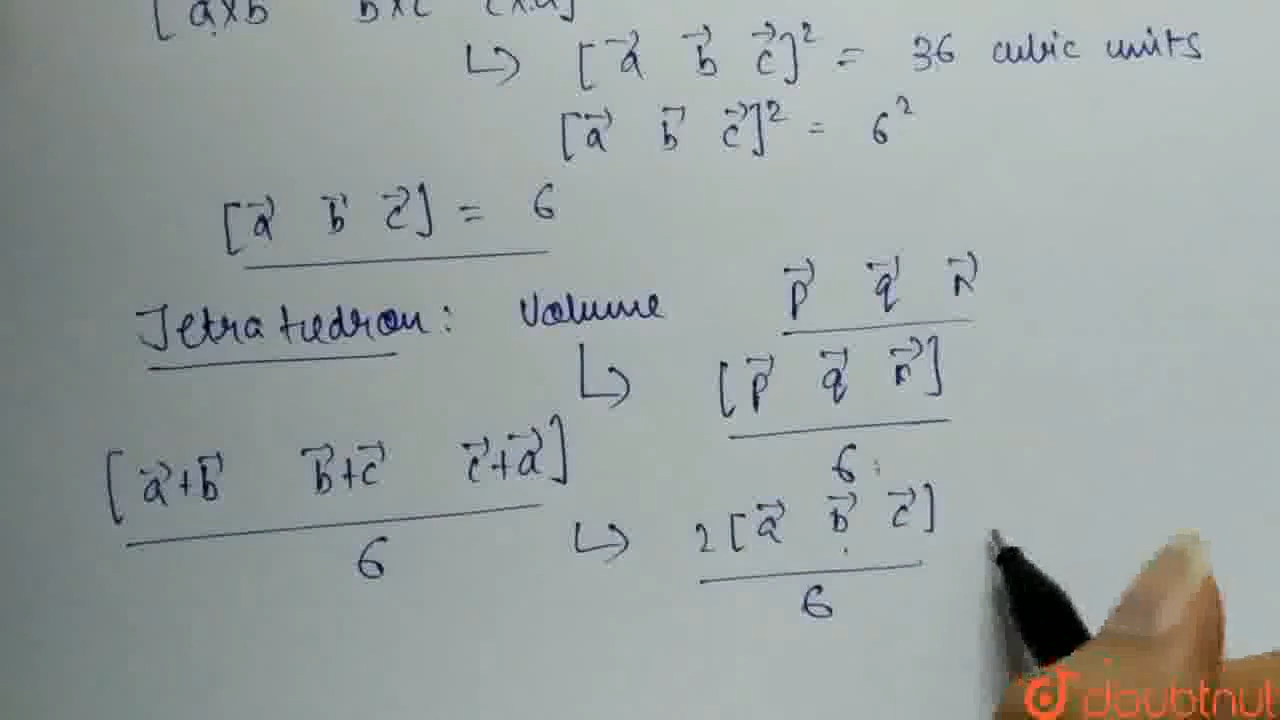 [ a×b b×c c×a]
↳ [a⃗ b⃗ c⃗]² = 36 cubic units
[a⃗ b⃗ c⃗]² = 6²
[a⃗ b⃗ c⃗] = 6
Tetrahedron: Volume p⃗ q⃗ r⃗
↳ [p⃗ q⃗ r⃗]
6
[a⃗+b⃗ b⃗+c⃗ c⃗+a⃗]
6
↳ 2[a⃗ b⃗ c⃗]
6
doubtnut